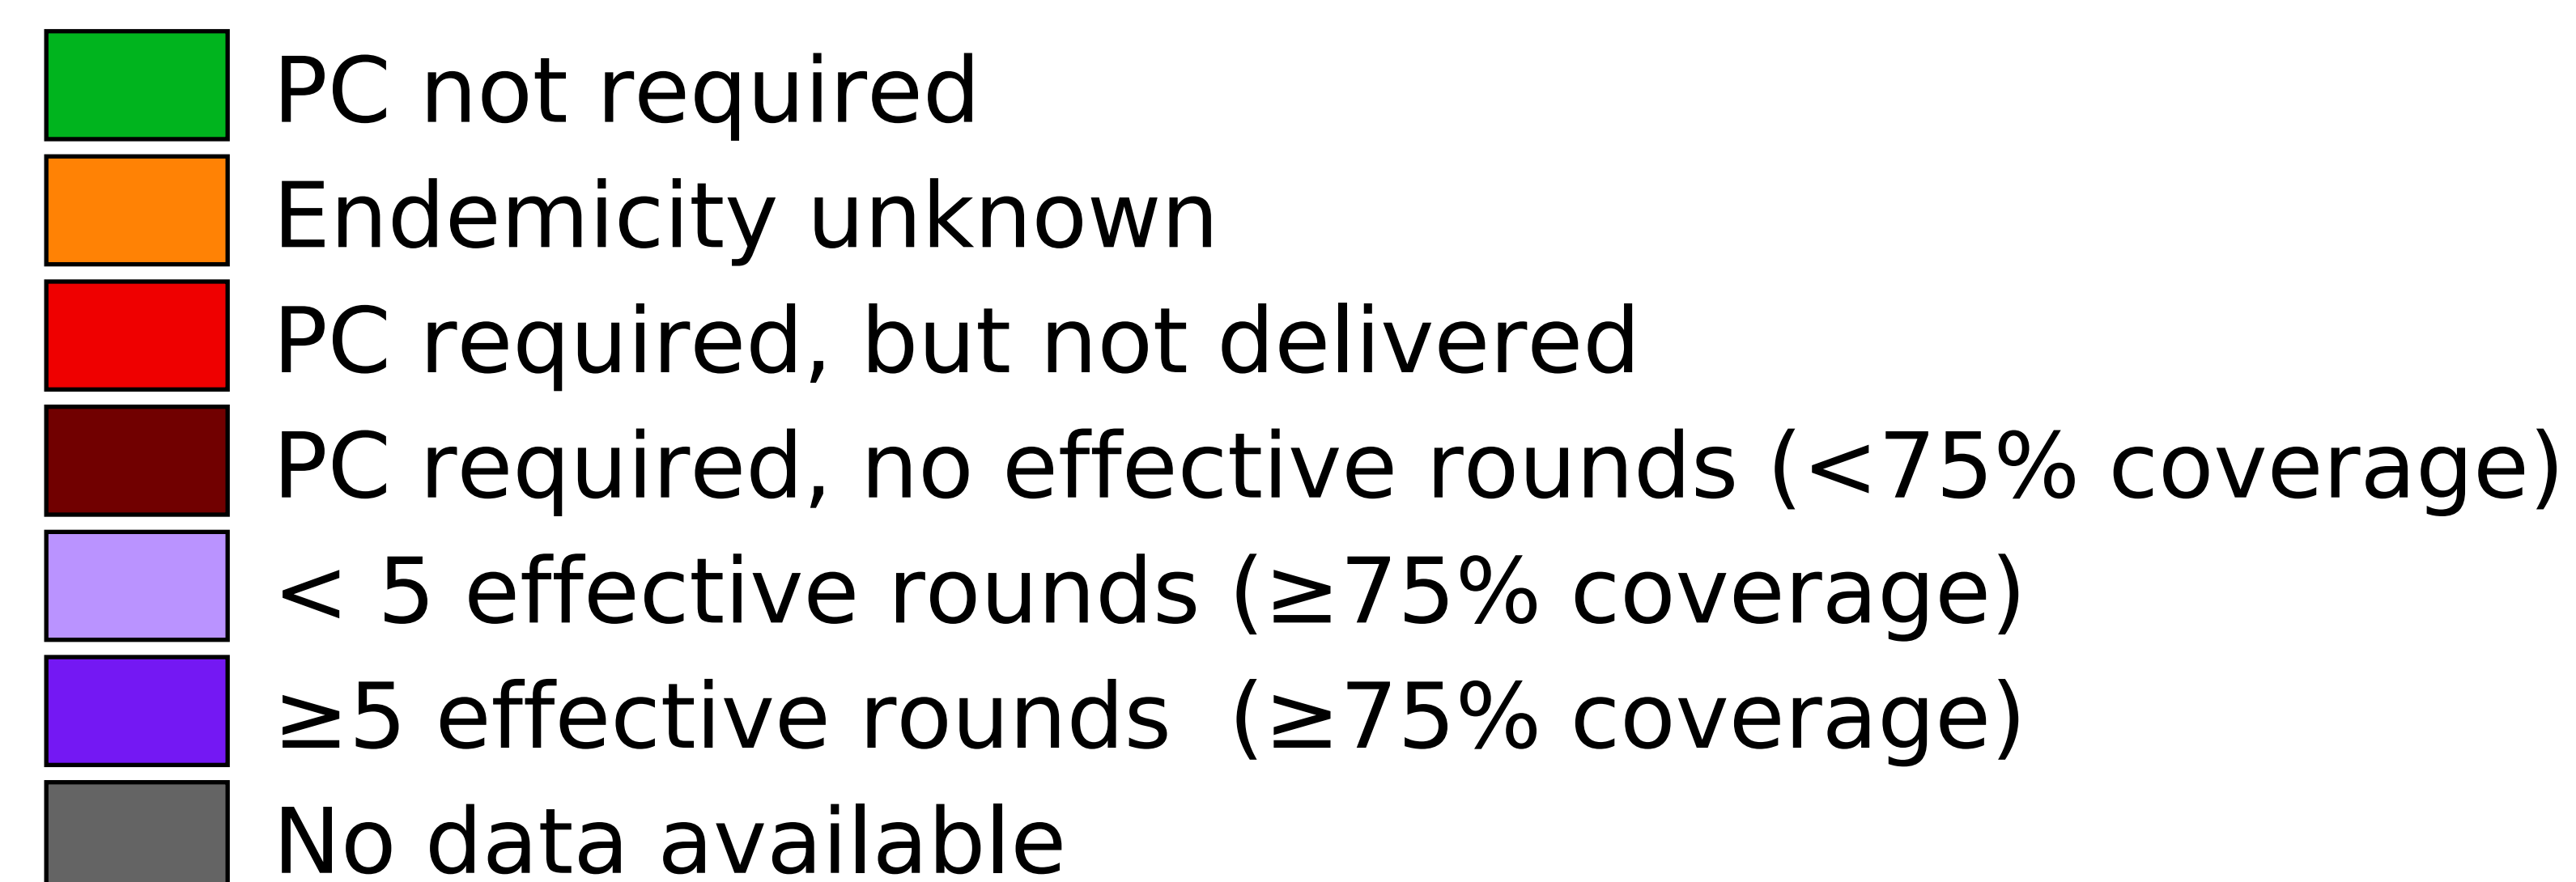 PC not required
Endemicity unknown
PC required, but not delivered
PC required, no effective rounds (<75% coverage)
< 5 effective rounds (≥75% coverage)
≥5 effective rounds  (≥75% coverage)
No data available